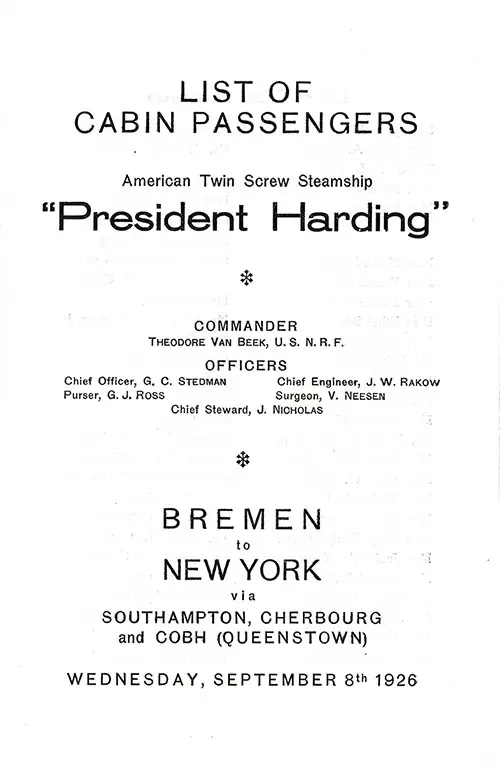 LIST OF
CABIN PASSENGERS
American Twin Screw Steamship
"President Harding"
COMMANDER
THEODORE VAN BEEK, U. S. N. R. F.
OFFICERS
Chief Officer, G. C. STEDMAN Chief Engineer, J. W. RAKOW
Purser, G. J. ROSS Surgeon, V. NEESEN
Chief Steward, J. NICHOLAS
BREMEN
to
NEW YORK
via
SOUTHAMPTON, CHERBOURG
and COBH (QUEENSTOWN)
WEDNESDAY, SEPTEMBER 8th 1926